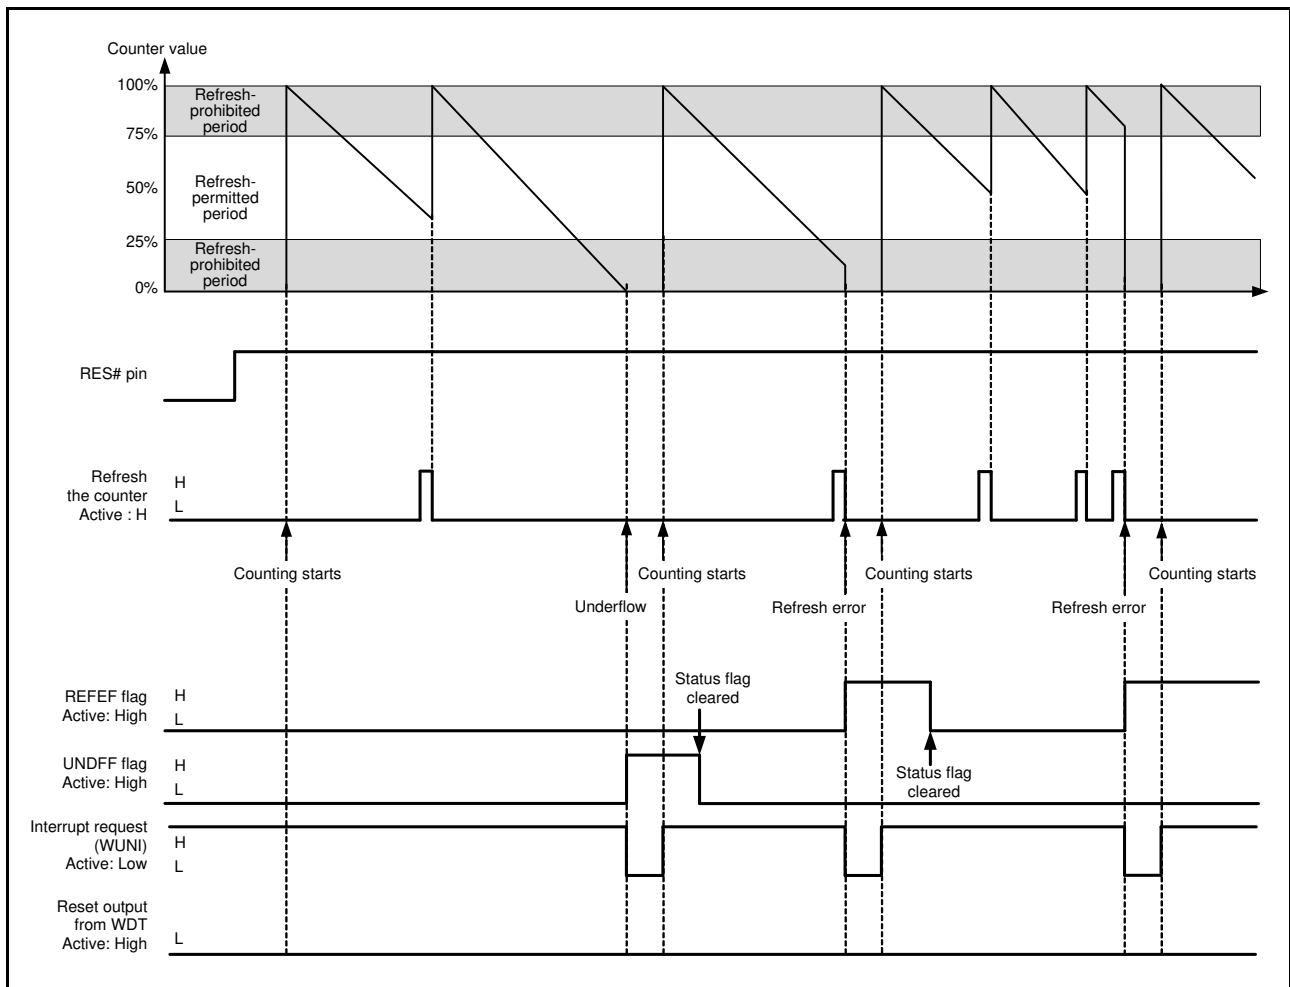 Counter value
100%
Refresh-
prohibited
period
75%
Refresh-
permitted
period
50%
25%
Refresh-
prohibited
period
0%
RES# pin
Refresh
the counter
Active : H
H
L
Counting starts
Counting starts
Counting starts
Counting starts
Underflow
Refresh error
Refresh error
REFEF flag
Active: High
H
L
Status flag
cleared
UNDFF flag
Active: High
H
L
Status flag
cleared
Interrupt request
(WUNI)
Active: Low
H
L
Reset output
from WDT
Active: High
L